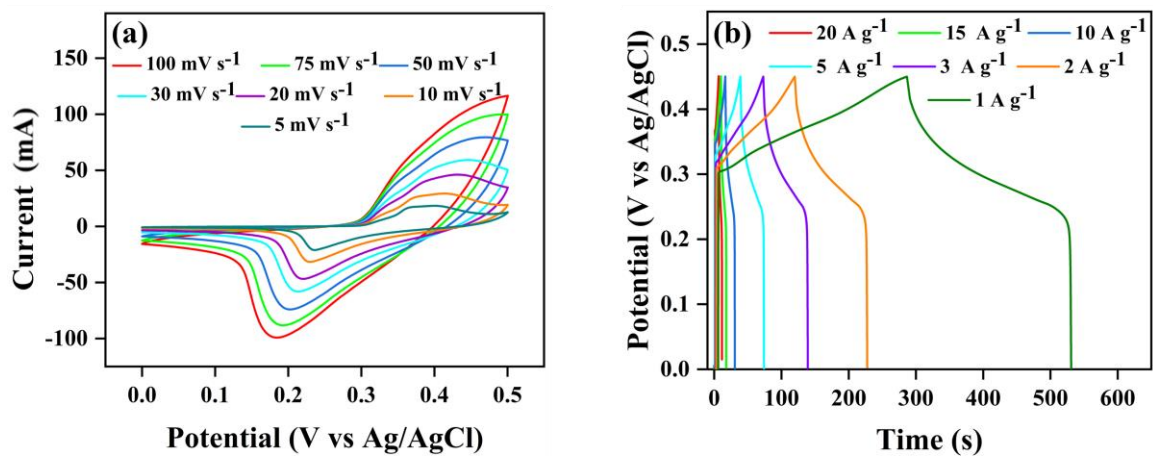 (a)
100 mV s-1 75 mV s-1 50 mV s-1
30 mV s-1 20 mV s-1 10 mV s-1
5 mV s-1
150
100
50
0
-50
-100
Current (mA)
0.0 0.1 0.2 0.3 0.4 0.5
Potential (V vs Ag/AgCl)
(b)
20 A g-1 15 A g-1 10 A g-1
5 A g-1 3 A g-1 2 A g-1
1 A g-1
0.5
0.4
0.3
0.2
0.1
0.0
Potential (V vs Ag/AgCl)
0 100 200 300 400 500 600
Time (s)